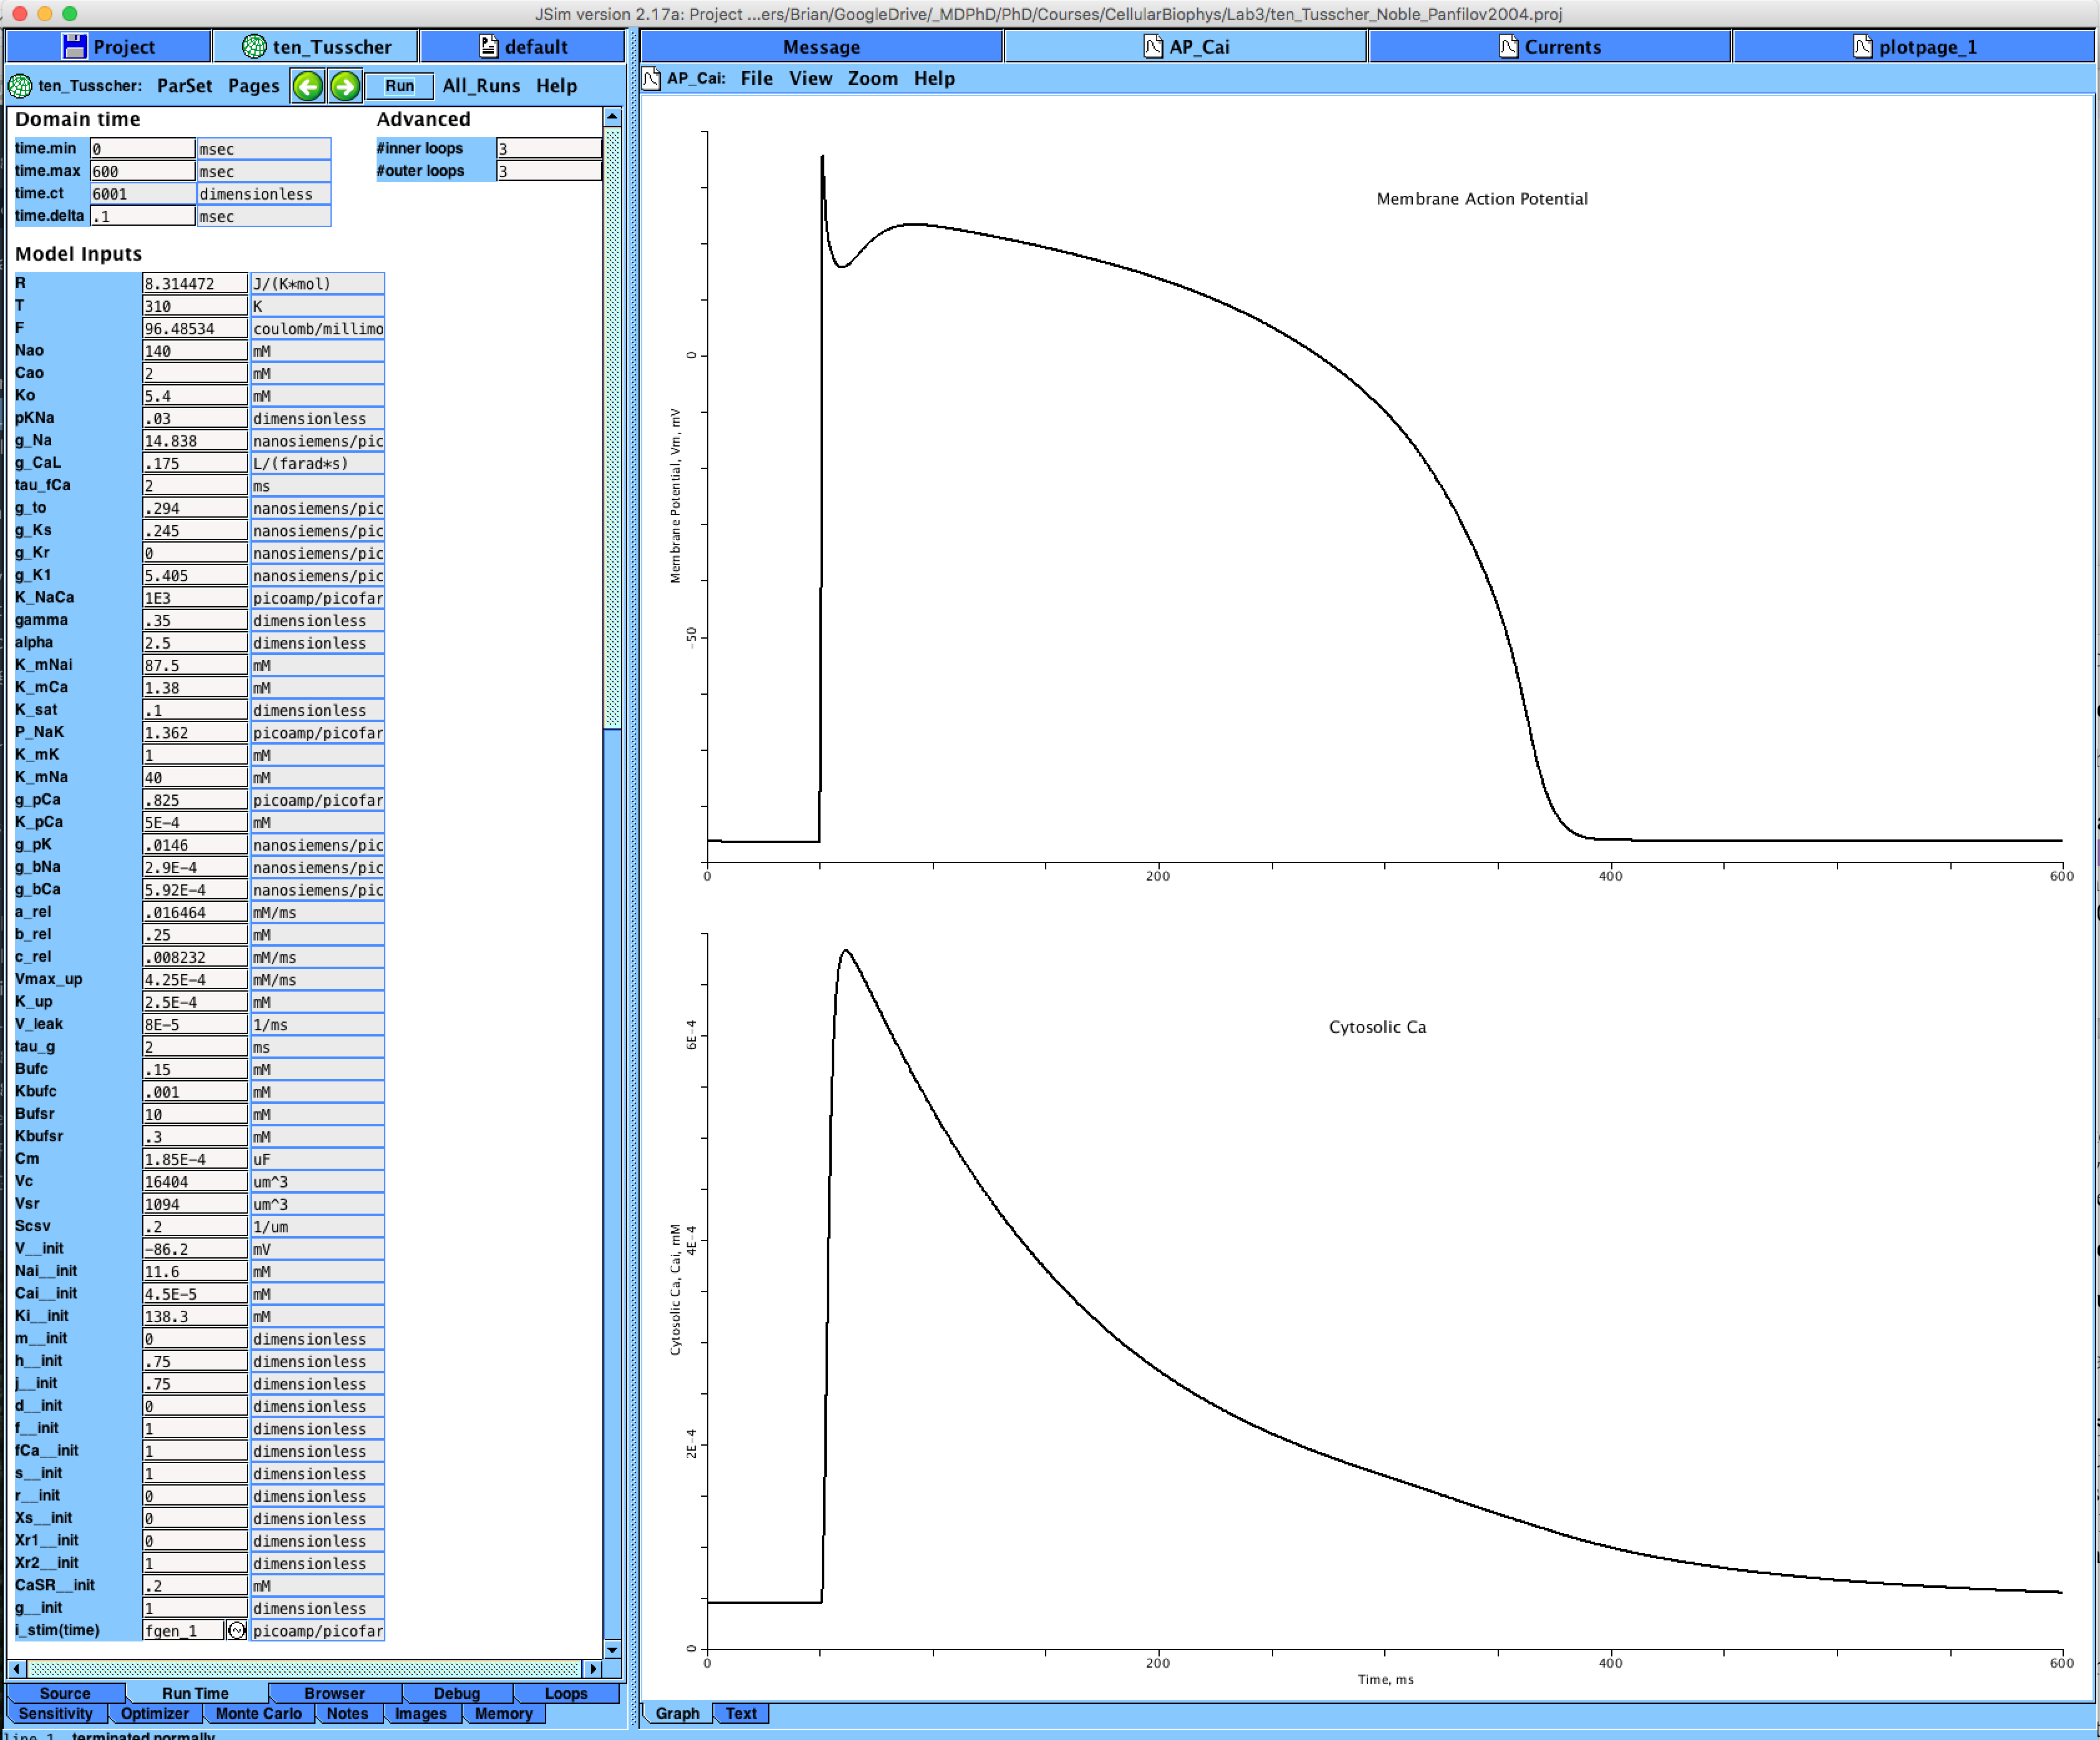 JSim version 2.17a: Project ...ers/Brian/GoogleDrive/_MDPhD/PhD/Courses/CellularBiophys/Lab3/ten_Tusscher_Noble_Panfilov2004.proj
Project ten_Tusscher default Message AP_Cai Currents plotpage_1
ten_Tusscher: ParSet Pages Run All_Runs Help
AP_Cai: File View Zoom Help
Domain time Advanced
time.min 0 msec #inner loops 3
time.max 600 msec #outer loops 3
time.ct 6001 dimensionless
time.delta .1 msec
Model Inputs
R 8.314472 J/(K*mol)
T 310 K
F 96.48534 coulomb/millimo
Nao 140 mM
Cao 2 mM
Ko 5.4 mM
pKNa .03 dimensionless
g_Na 14.838 nanosiemens/pic
g_CaL .175 L/(farad*s)
tau_fCa 2 ms
g_to .294 nanosiemens/pic
g_Ks .245 nanosiemens/pic
g_Kr 0 nanosiemens/pic
g_K1 5.405 nanosiemens/pic
K_NaCa 1E3 picoamp/picofar
gamma .35 dimensionless
alpha 2.5 dimensionless
K_mNai 87.5 mM
K_mCa 1.38 mM
K_sat .1 dimensionless
P_NaK 1.362 picoamp/picofar
K_mK 1 mM
K_mNa 40 mM
g_pCa .825 picoamp/picofar
K_pCa 5E-4 mM
g_pK .0146 nanosiemens/pic
g_bNa 2.9E-4 nanosiemens/pic
g_bCa 5.92E-4 nanosiemens/pic
a_rel .016464 mM/ms
b_rel .25 mM
c_rel .008232 mM/ms
Vmax_up 4.25E-4 mM/ms
K_up 2.5E-4 mM
V_leak 8E-5 1/ms
tau_g 2 ms
Bufc .15 mM
Kbufc .001 mM
Bufsr 10 mM
Kbufsr .3 mM
Cm 1.85E-4 uF
Vc 16404 um^3
Vsr 1094 um^3
Scsv .2 1/um
V__init -86.2 mV
Nai__init 11.6 mM
Cai__init 4.5E-5 mM
Ki__init 138.3 mM
m__init 0 dimensionless
h__init .75 dimensionless
j__init .75 dimensionless
d__init 0 dimensionless
f__init 1 dimensionless
fCa__init 1 dimensionless
s__init 1 dimensionless
r__init 0 dimensionless
Xs__init 0 dimensionless
Xr1__init 0 dimensionless
Xr2__init 1 dimensionless
CaSR__init .2 mM
g__init 1 dimensionless
i_stim(time) fgen_1 picoamp/picofar
Source Run Time Browser Debug Loops
Sensitivity Optimizer Monte Carlo Notes Images Memory
line 1 terminated normally
Membrane Action Potential
Membrane Potential, Vm, mV
0
-50
0 200 400 600
Cytosolic Ca
Cytosolic Ca, Cai, mM
6E-4
4E-4
2E-4
0
0 200 400 600
Time, ms
Graph Text